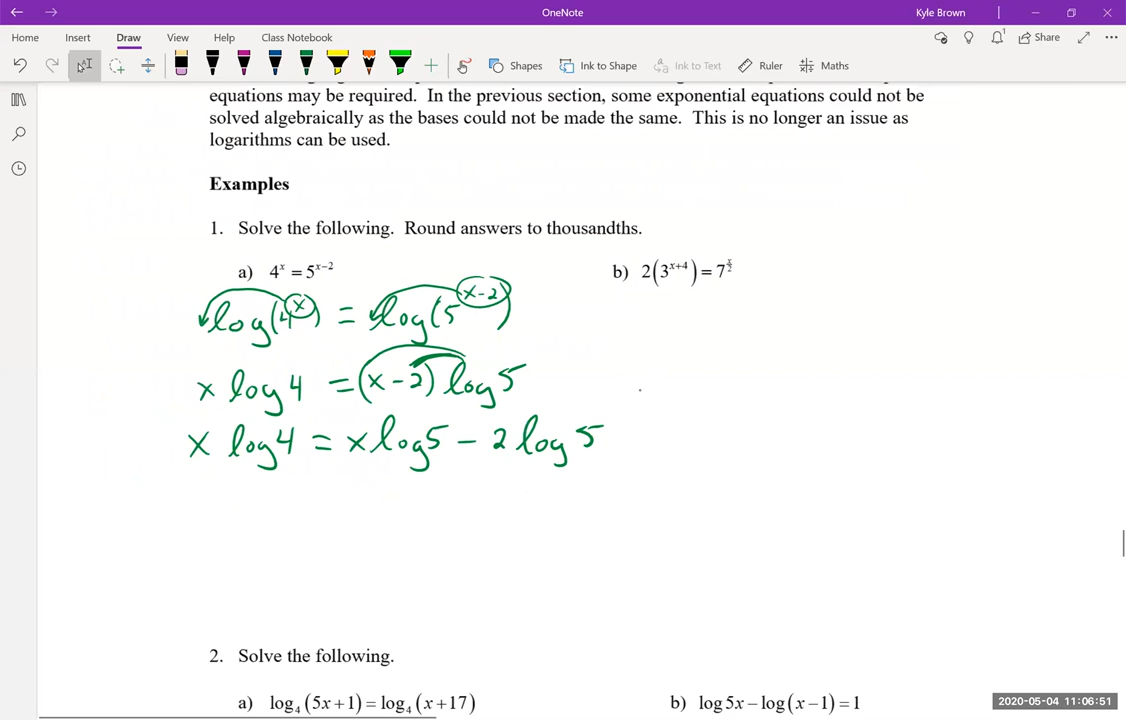 OneNote
Kyle Brown
Home Insert Draw View Help Class Notebook
1 Share
Shapes Ink to Shape Ink to Text Ruler Maths
equations may be required. In the previous section, some exponential equations could not be
solved algebraically as the bases could not be made the same. This is no longer an issue as
logarithms can be used.
Examples
1. Solve the following. Round answers to thousandths.
a) 4^x = 5^{x-2}
b) 2(3^{x+4}) = 7^{x/2}
log(4^x) = log(5^{x-2})
x log 4 = (x-2) log 5
x log 4 = x log 5 - 2 log 5
2. Solve the following.
a) log₄(5x+1) = log₄(x+17)
b) log 5x - log(x-1) = 1
2020-05-04 11:06:51